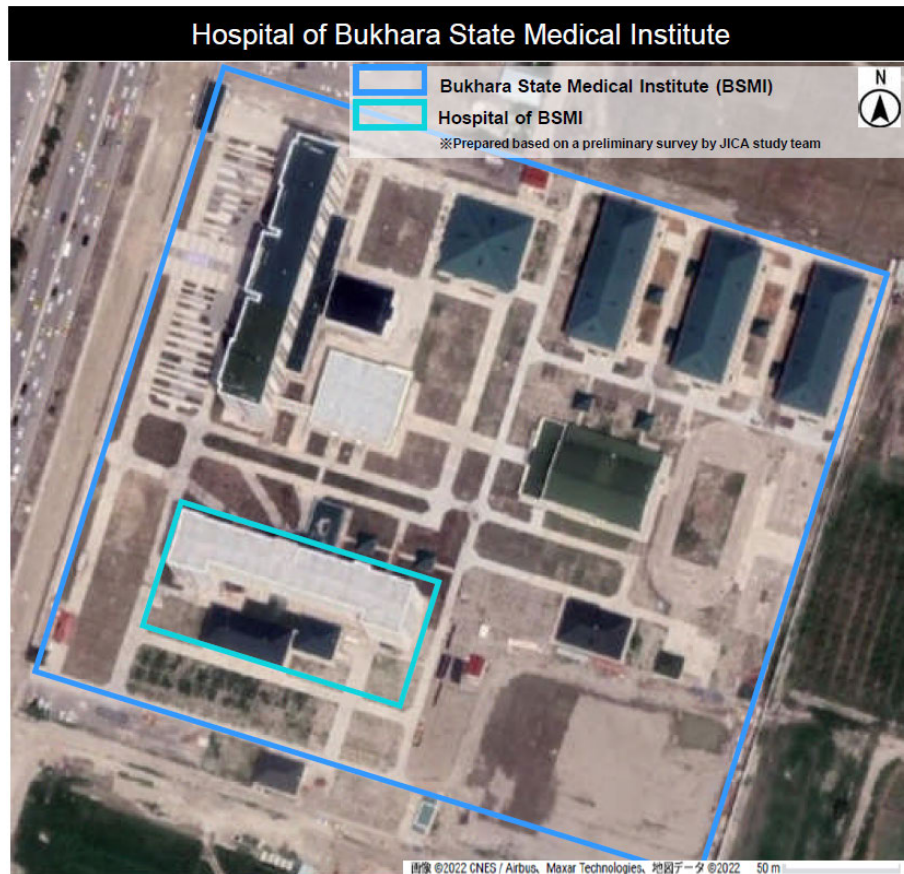 Hospital of Bukhara State Medical Institute
Bukhara State Medical Institute (BSMI)
Hospital of BSMI
※Prepared based on a preliminary survey by JICA study team
N
画像 ©2022 CNES / Airbus、Maxar Technologies、地図データ ©2022 50 m